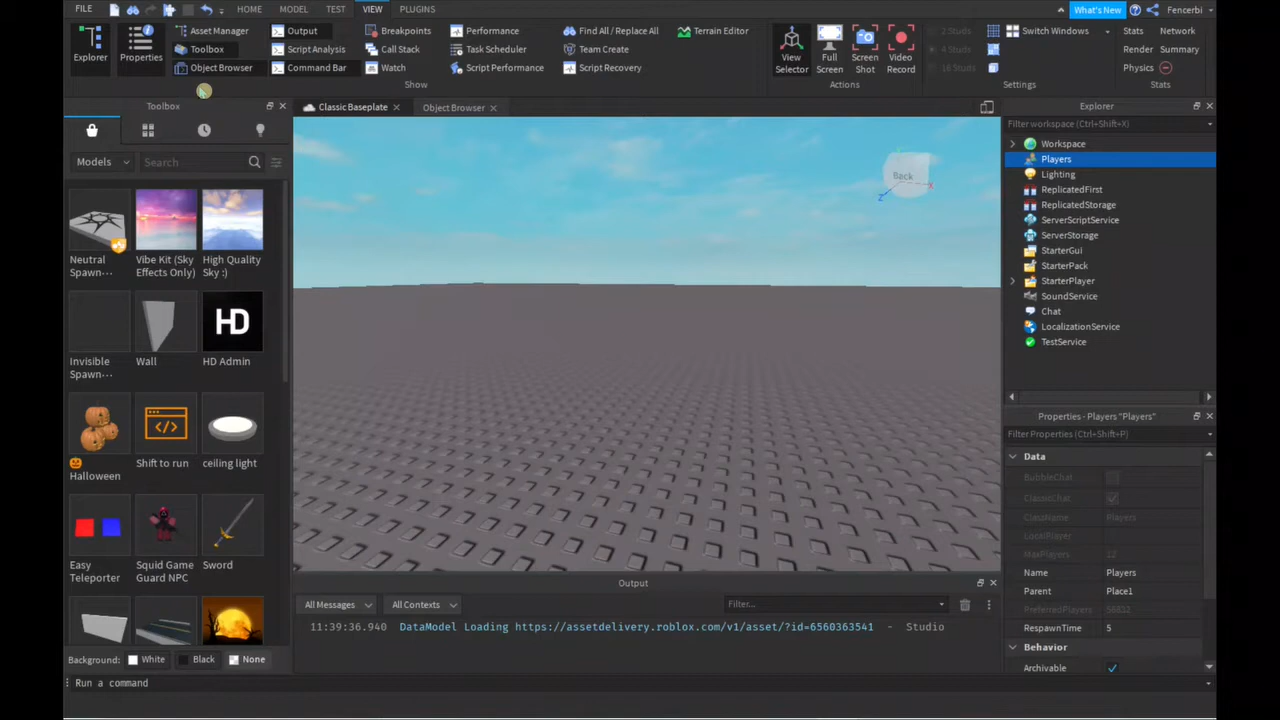 FILE HOME MODEL TEST VIEW PLUGINS What's New Fencerbi
Explorer
Properties
Asset Manager
Toolbox
Object Browser
Output
Script Analysis
Command Bar
Breakpoints
Call Stack
Watch
Performance
Task Scheduler
Script Performance
Find All / Replace All
Team Create
Script Recovery
Terrain Editor
Show
View
Selector
Full
Screen
Screen
Shot
Video
Record
Actions
2 Studs
4 Studs
16 Studs
Switch Windows
Settings
Stats Network
Render Summary
Physics
Stats
Toolbox
Models Search
Neutral
Spawn...
Vibe Kit (Sky
Effects Only)
High Quality
Sky :)
Invisible
Spawn...
Wall
HD
HD Admin
Halloween
Shift to run
ceiling light
Easy
Teleporter
Squid Game
Guard NPC
Sword
Background: White Black None
Run a command
Classic Baseplate Object Browser
Back
X
Z
Output
All Messages All Contexts Filter...
11:39:36.940 DataModel Loading https://assetdelivery.roblox.com/v1/asset/?id=6560363541 - Studio
Explorer
Filter workspace (Ctrl+Shift+X)
Workspace
Players
Lighting
ReplicatedFirst
ReplicatedStorage
ServerScriptService
ServerStorage
StarterGui
StarterPack
StarterPlayer
SoundService
Chat
LocalizationService
TestService
Properties - Players "Players"
Filter Properties (Ctrl+Shift+P)
Data
BubbleChat
ClassicChat
ClassName Players
LocalPlayer
MaxPlayers 12
Name Players
Parent Place1
PreferredPlayers
RespawnTime 5
Behavior
Archivable